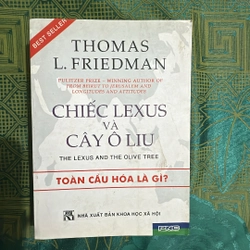 BEST SELLER
THOMAS
L. FRIEDMAN
PULITZER PRIZE – WINNING AUTHOR OF
FROM BEIRUT TO JERUSALEM AND
LONGITUDES AND ATTITUDES
CHIẾC LEXUS
VÀ
CÂY Ô LIU
THE LEXUS AND THE OLIVE TREE
TOÀN CẦU HÓA LÀ GÌ?
NHÀ XUẤT BẢN KHOA HỌC XÃ HỘI